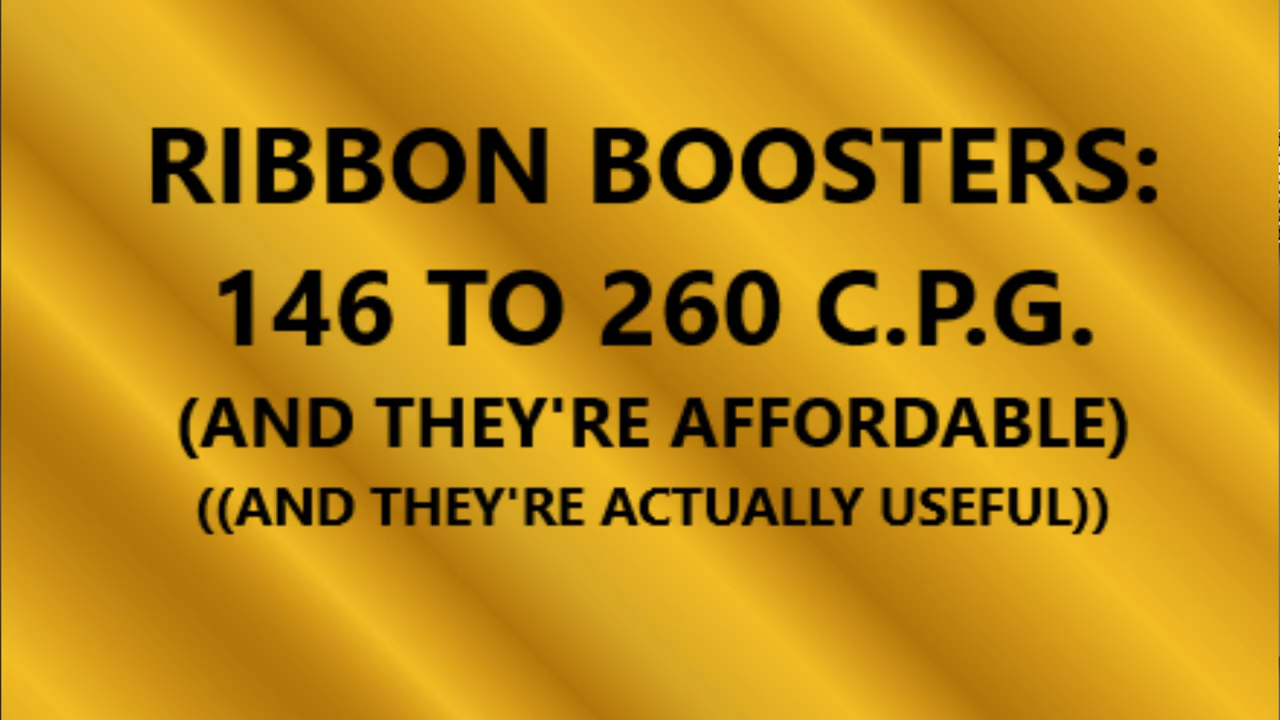 RIBBON BOOSTERS:
146 TO 260 C.P.G.
(AND THEY'RE AFFORDABLE)
((AND THEY'RE ACTUALLY USEFUL))